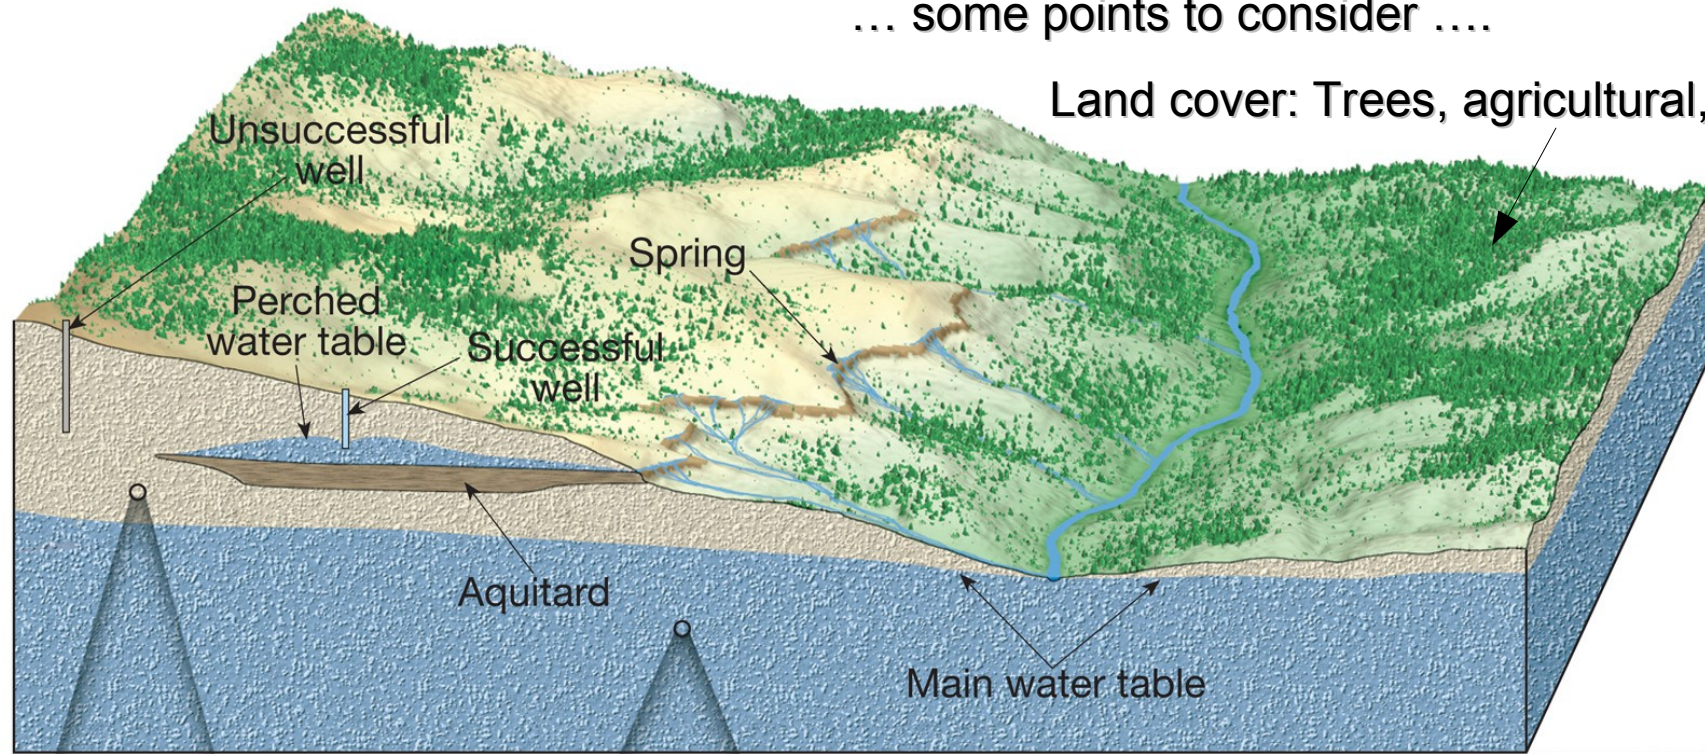 … some points to consider ….
Land cover: Trees, agricultural,
Unsuccessful
well
Spring
Perched
water table
Successful
well
Aquitard
Main water table